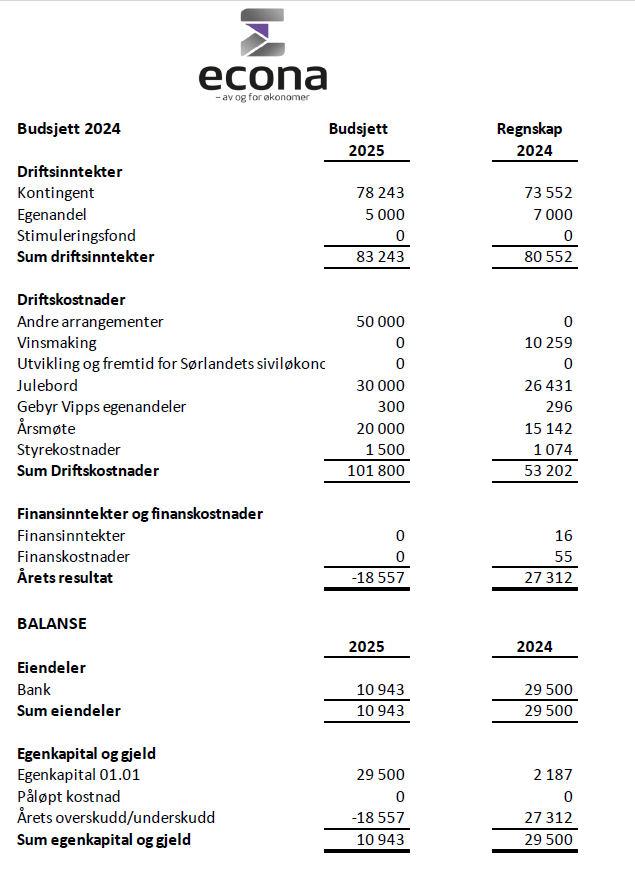 econa
– av og for økonomer
Budsjett 2024 Budsjett Regnskap
2025 2024
Driftsinntekter
Kontingent 78 243 73 552
Egenandel 5 000 7 000
Stimuleringsfond 0 0
Sum driftsinntekter 83 243 80 552
Driftskostnader
Andre arrangementer 50 000 0
Vinsmaking 0 10 259
Utvikling og fremtid for Sørlandets siviløkonc 0 0
Julebord 30 000 26 431
Gebyr Vipps egenandeler 300 296
Årsmøte 20 000 15 142
Styrekostnader 1 500 1 074
Sum Driftskostnader 101 800 53 202
Finansinntekter og finanskostnader
Finansinntekter 0 16
Finanskostnader 0 55
Årets resultat -18 557 27 312
BALANSE
2025 2024
Eiendeler
Bank 10 943 29 500
Sum eiendeler 10 943 29 500
Egenkapital og gjeld
Egenkapital 01.01 29 500 2 187
Påløpt kostnad 0 0
Årets overskudd/underskudd -18 557 27 312
Sum egenkapital og gjeld 10 943 29 500